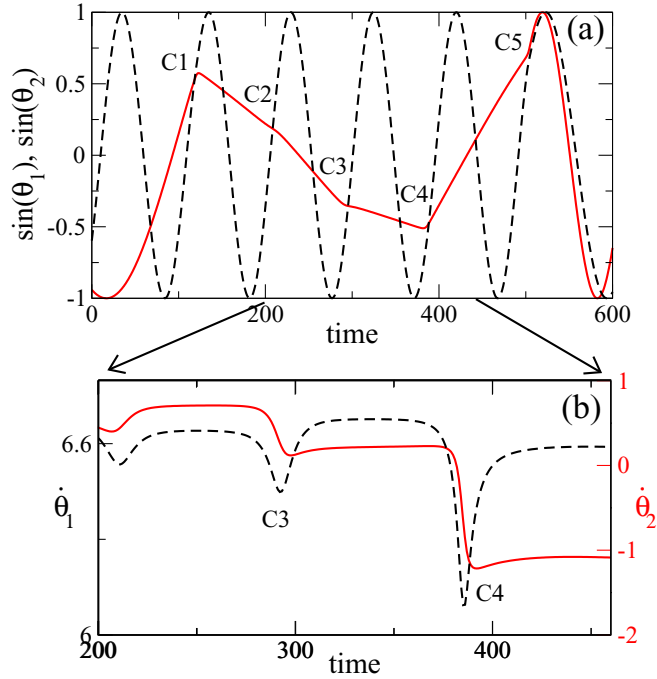 (a)
1
0.5
0
-0.5
-1
sin(θ1), sin(θ2)
C1
C2
C3
C4
C5
0
200
400
600
time
(b)
6.6
6
θ̇1
1
0
-1
-2
θ̇2
C3
C4
200
300
400
time